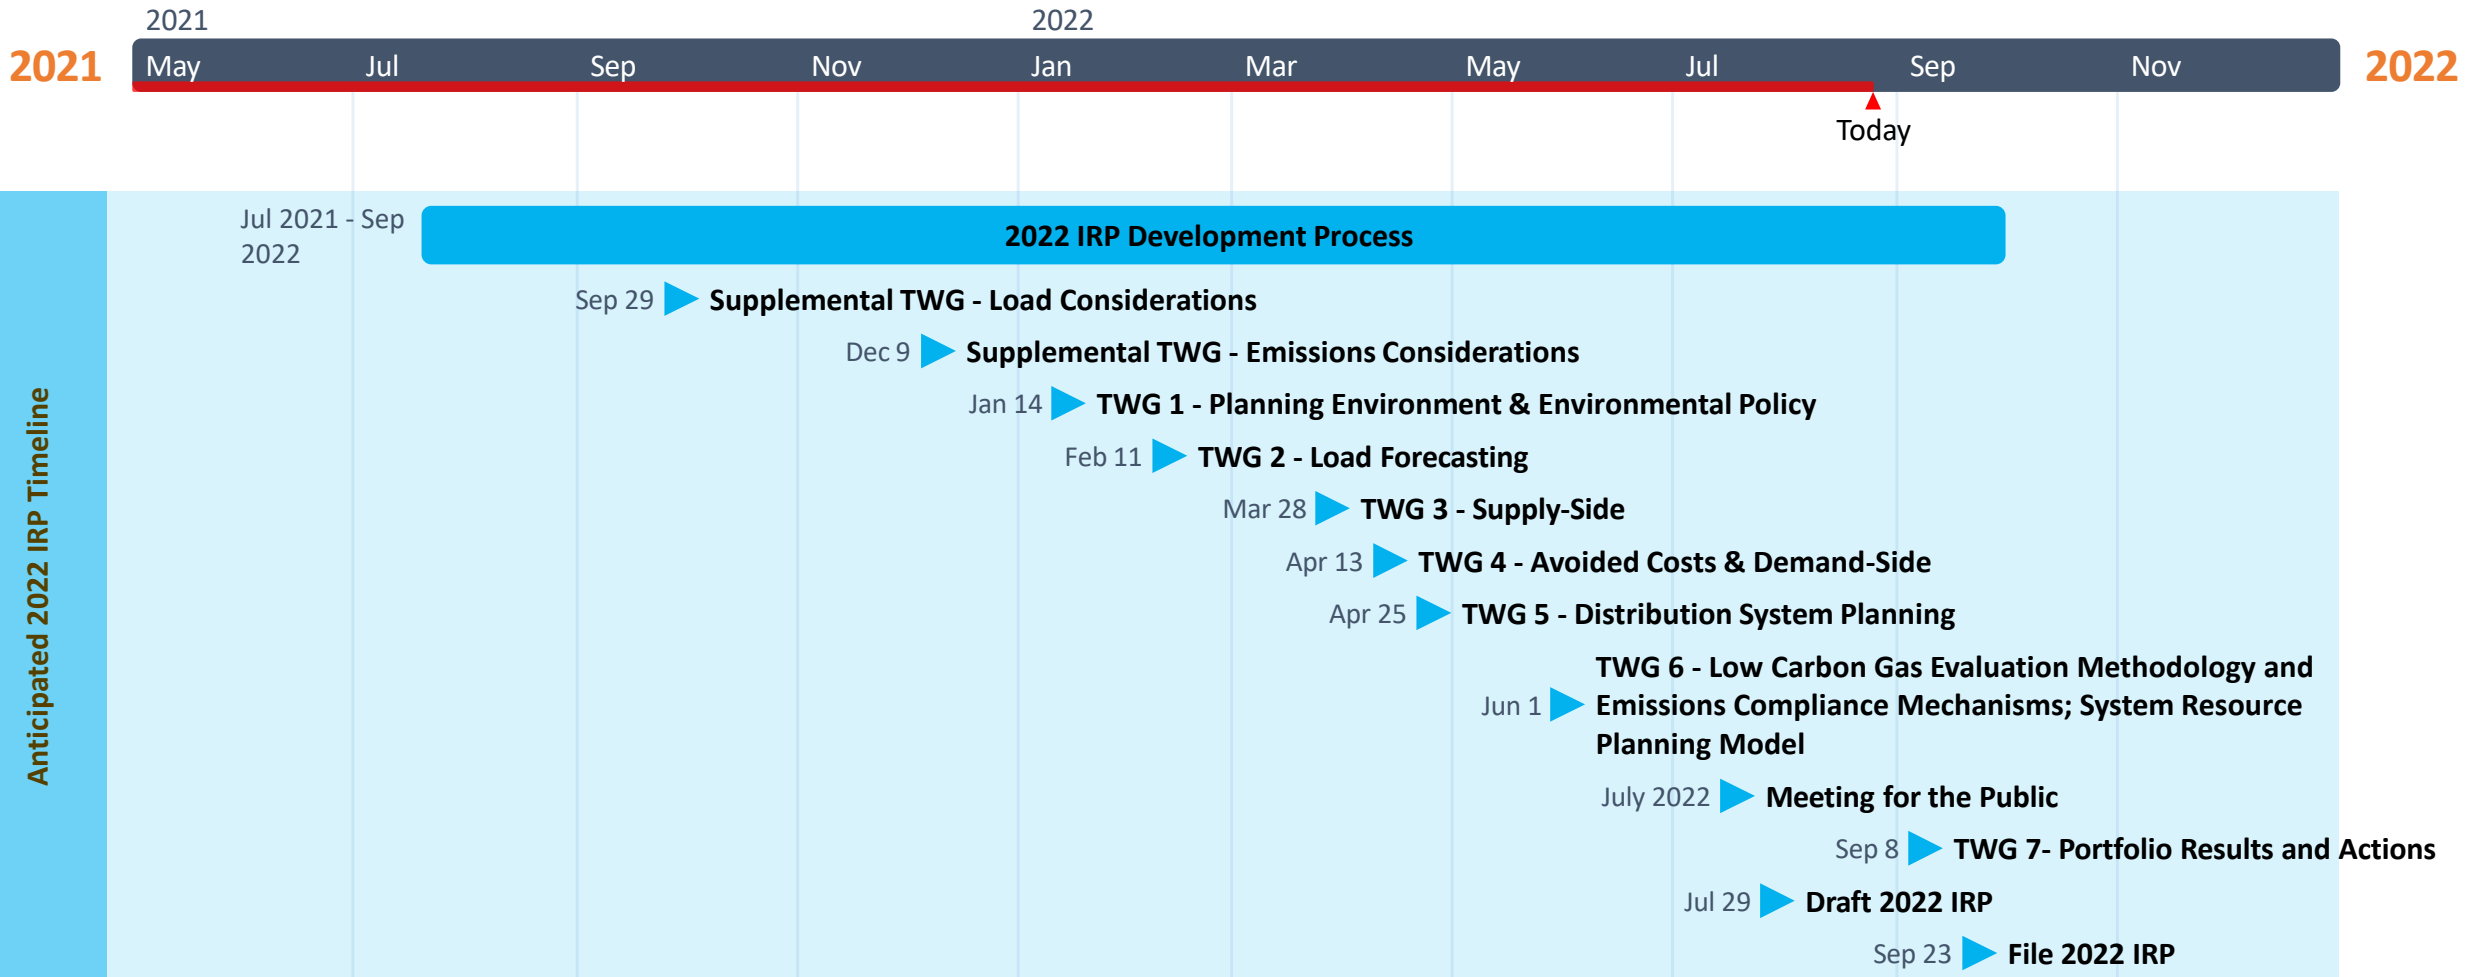 2021 2022
2021 May Jul Sep Nov Jan Mar May Jul Sep Nov 2022
Today
Anticipated 2022 IRP Timeline
Jul 2021 - Sep
2022
2022 IRP Development Process
Sep 29 Supplemental TWG - Load Considerations
Dec 9 Supplemental TWG - Emissions Considerations
Jan 14 TWG 1 - Planning Environment & Environmental Policy
Feb 11 TWG 2 - Load Forecasting
Mar 28 TWG 3 - Supply-Side
Apr 13 TWG 4 - Avoided Costs & Demand-Side
Apr 25 TWG 5 - Distribution System Planning
TWG 6 - Low Carbon Gas Evaluation Methodology and
Jun 1 Emissions Compliance Mechanisms; System Resource
Planning Model
July 2022 Meeting for the Public
Sep 8 TWG 7- Portfolio Results and Actions
Jul 29 Draft 2022 IRP
Sep 23 File 2022 IRP